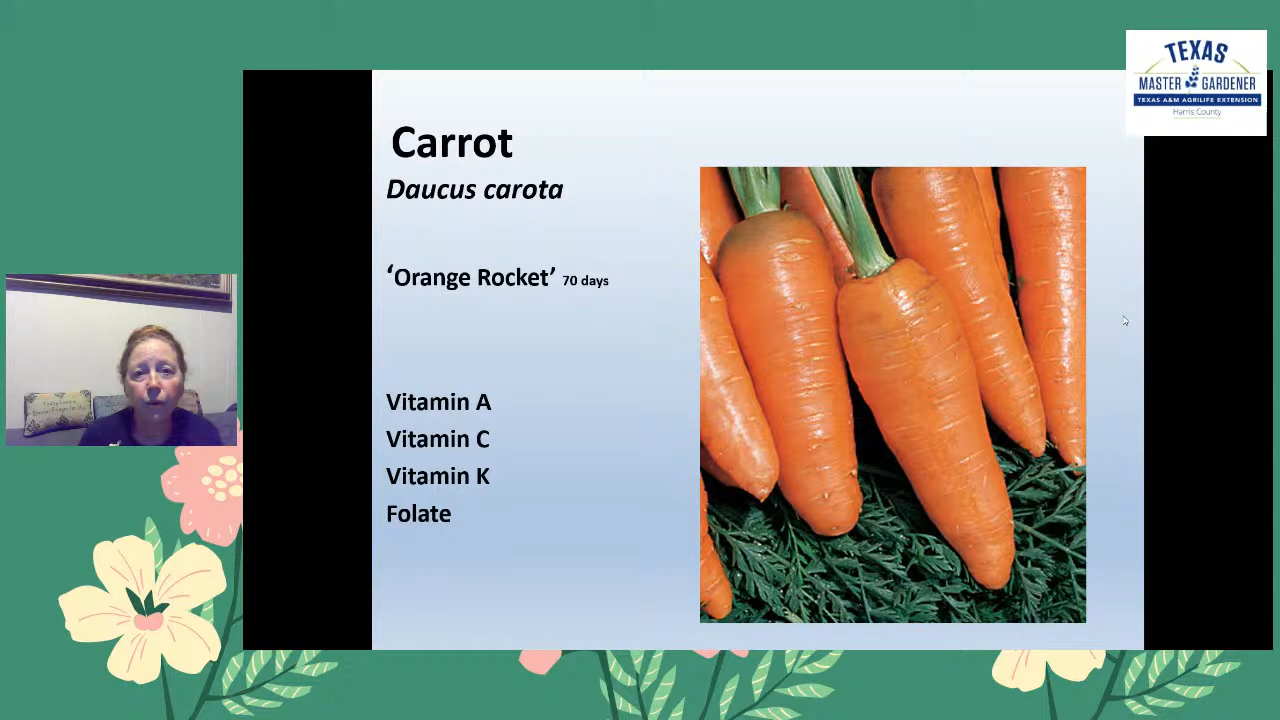 TEXAS
MASTER GARDENER
TEXAS A&M AGRILIFE EXTENSION
Harris County
Carrot
Daucus carota
‘Orange Rocket’ 70 days
Vitamin A
Vitamin C
Vitamin K
Folate